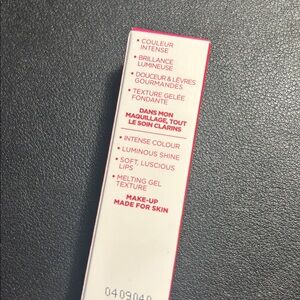 • COULEUR
INTENSE
• BRILLANCE
LUMINEUSE
• DOUCEUR & LÈVRES
GOURMANDES
• TEXTURE GELÉE
FONDANTE
DANS MON
MAQUILLAGE, TOUT
LE SOIN CLARINS
• INTENSE COLOUR
• LUMINOUS SHINE
• SOFT, LUSCIOUS
LIPS
• MELTING GEL
TEXTURE
MAKE-UP
MADE FOR SKIN